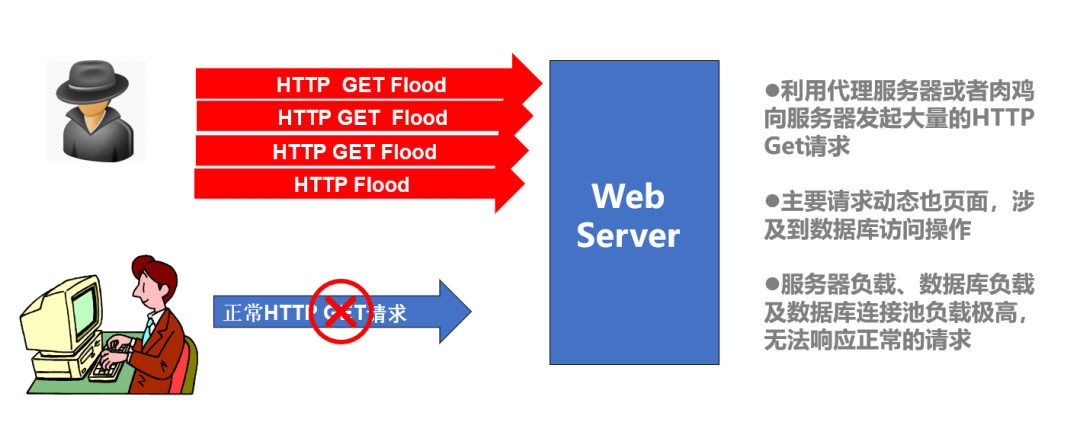 HTTP  GET Flood
HTTP GET  Flood
HTTP GET Flood
HTTP Flood
正常HTTP GET请求
Web
Server
●利用代理服务器或者肉鸡
向服务器发起大量的HTTP
Get请求
●主要请求动态也页面，涉
及到数据库访问操作
●服务器负载、数据库负载
及数据库连接池负载极高，
无法响应正常的请求